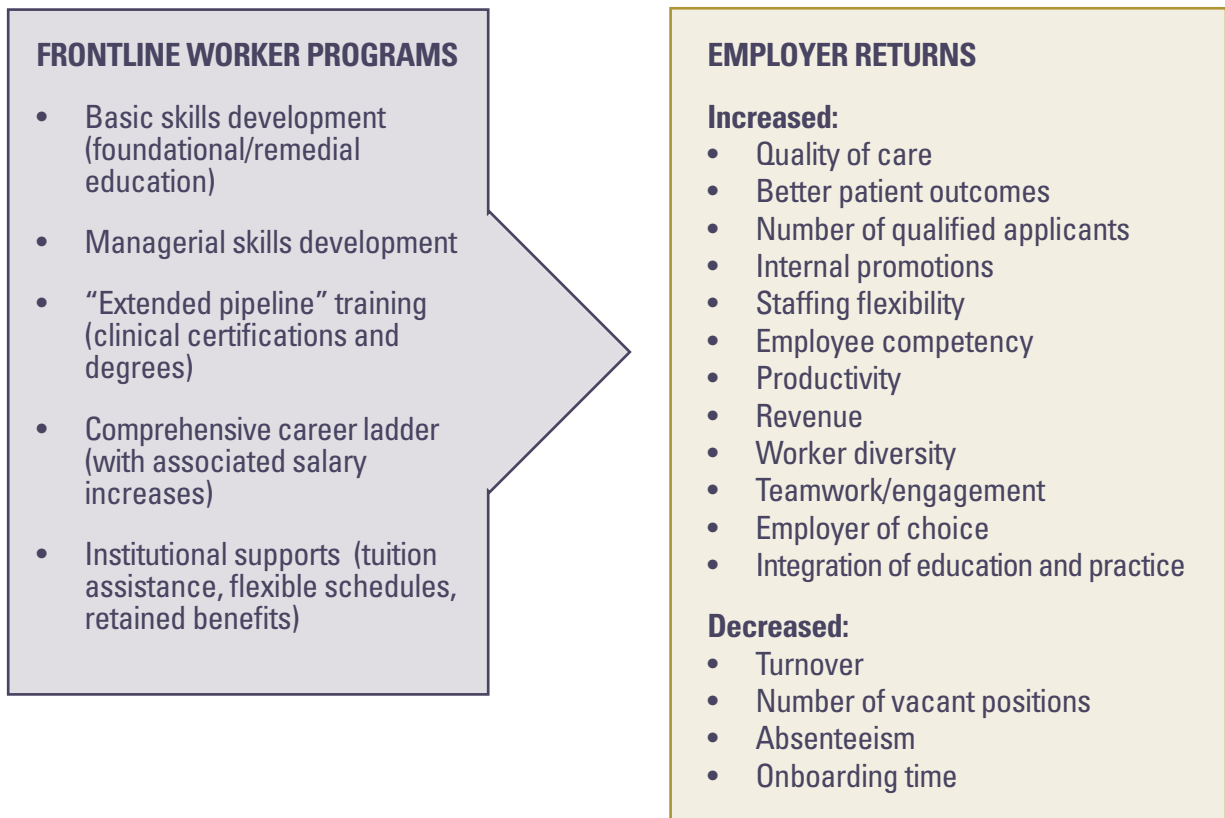 FRONTLINE WORKER PROGRAMS
• Basic skills development
(foundational/remedial
education)
• Managerial skills development
• “Extended pipeline” training
(clinical certifications and
degrees)
• Comprehensive career ladder
(with associated salary
increases)
• Institutional supports (tuition
assistance, flexible schedules,
retained benefits)
EMPLOYER RETURNS
Increased:
• Quality of care
• Better patient outcomes
• Number of qualified applicants
• Internal promotions
• Staffing flexibility
• Employee competency
• Productivity
• Revenue
• Worker diversity
• Teamwork/engagement
• Employer of choice
• Integration of education and practice
Decreased:
• Turnover
• Number of vacant positions
• Absenteeism
• Onboarding time